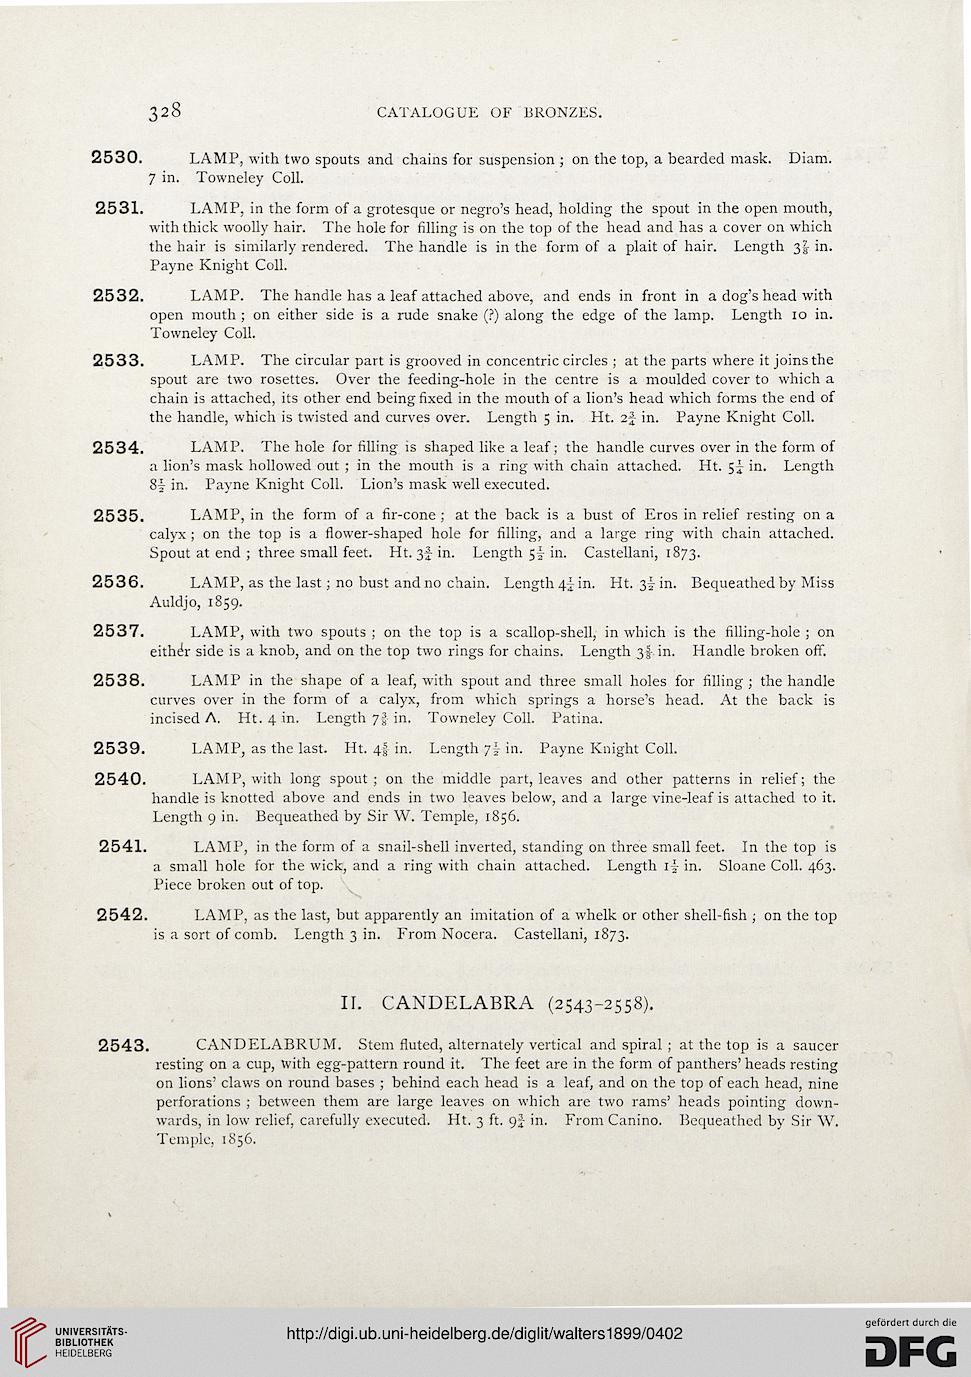 328
CATALOGUE OF BRONZES.
2530. LAMP, with two spouts and chains for suspension ; on the top, a bearded mask. Diam.
7 in. Towneley Coll.
2531. LAMP, in the form of a grotesque or negro's head, holding the spout in the open mouth,
with thick woolly hair. The hole for filling is on the top of the head and has a cover on which
the hair is similarly rendered. The handle is in the form of a plait of hair. Length 3⅞ in.
Payne Knight Coll.
2532. LAMP. The handle has a leaf attached above, and ends in front in a dog's head with
open mouth ; on either side is a rude snake (?) along the edge of the lamp. Length 10 in.
Towneley Coll.
2533. LAMP. The circular part is grooved in concentric circles ; at the parts where it joins the
spout are two rosettes. Over the feeding-hole in the centre is a moulded cover to which a
chain is attached, its other end being fixed in the mouth of a lion's head which forms the end of
the handle, which is twisted and curves over. Length 5 in. Ht. 2¾ in. Payne Knight Coll.
2534. LAMP. The hole for filling is shaped like a leaf ; the handle curves over in the form of
a lion's mask hollowed out ; in the mouth is a ring with chain attached. Ht. 5¼ in. Length
8½ in. Payne Knight Coll. Lion's mask well executed.
2535. LAMP, in the form of a fir-cone ; at the back is a bust of Eros in relief resting on a
calyx ; on the top is a flower-shaped hole for filling, and a large ring with chain attached.
Spout at end ; three small feet. Ht. 3¾ in. Length 5½ in. Castellani, 1873.
2536. LAMP, as the last ; no bust and no chain. Length 4¼ in. Ht. 3½ in. Bequeathed by Miss
Auldjo, 1859.
2537. LAMP, with two spouts ; on the top is a scallop-shell, in which is the filling-hole ; on
either side is a knob, and on the top two rings for chains. Length 3⅝ in. Handle broken off.
2538. LAMP in the shape of a leaf, with spout and three small holes for filling ; the handle
curves over in the form of a calyx, from which springs a horse's head. At the back is
incised Λ. Ht. 4 in. Length 7⅜ in. Towneley Coll. Patina.
2539. LAMP, as the last. Ht. 4⅝ in. Length 7½ in. Payne Knight Coll.
2540. LAMP, with long spout ; on the middle part, leaves and other patterns in relief ; the
handle is knotted above and ends in two leaves below, and a large vine-leaf is attached to it.
Length 9 in. Bequeathed by Sir W. Temple, 1856.
2541. LAMP, in the form of a snail-shell inverted, standing on three small feet. In the top is
a small hole for the wick, and a ring with chain attached. Length 1½ in. Sloane Coll. 463.
Piece broken out of top.
2542. LAMP, as the last, but apparently an imitation of a whelk or other shell-fish ; on the top
is a sort of comb. Length 3 in. From Nocera. Castellani, 1873.
II. CANDELABRA (2543-2558).
2543. CANDELABRUM. Stem fluted, alternately vertical and spiral ; at the top is a saucer
resting on a cup, with egg-pattern round it. The feet are in the form of panthers' heads resting
on lions' claws on round bases ; behind each head is a leaf, and on the top of each head, nine
perforations ; between them are large leaves on which are two rams' heads pointing down-
wards, in low relief, carefully executed. Ht. 3 ft. 9¾ in. From Canino. Bequeathed by Sir W.
Temple, 1856.
UNIVERSITÄTS-
BIBLIOTHEK
HEIDELBERG
http://digi.ub.uni-heidelberg.de/diglit/walters1899/0402
gefördert durch die
DFG